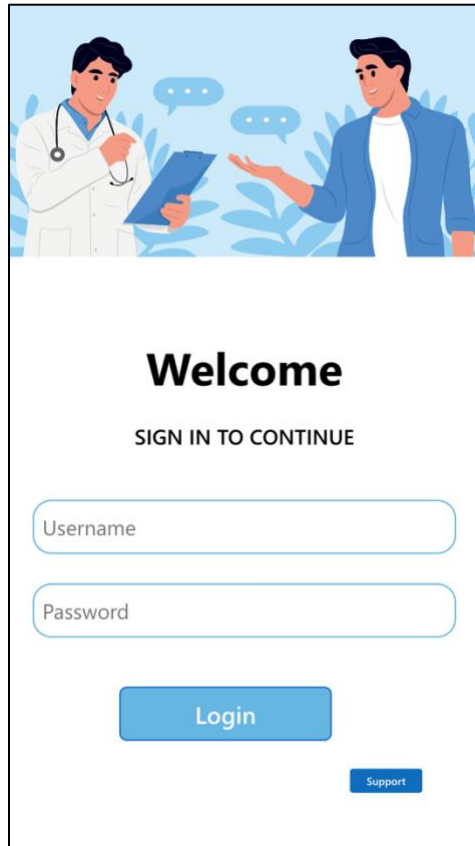 Welcome
SIGN IN TO CONTINUE
Username
Password
Login
Support